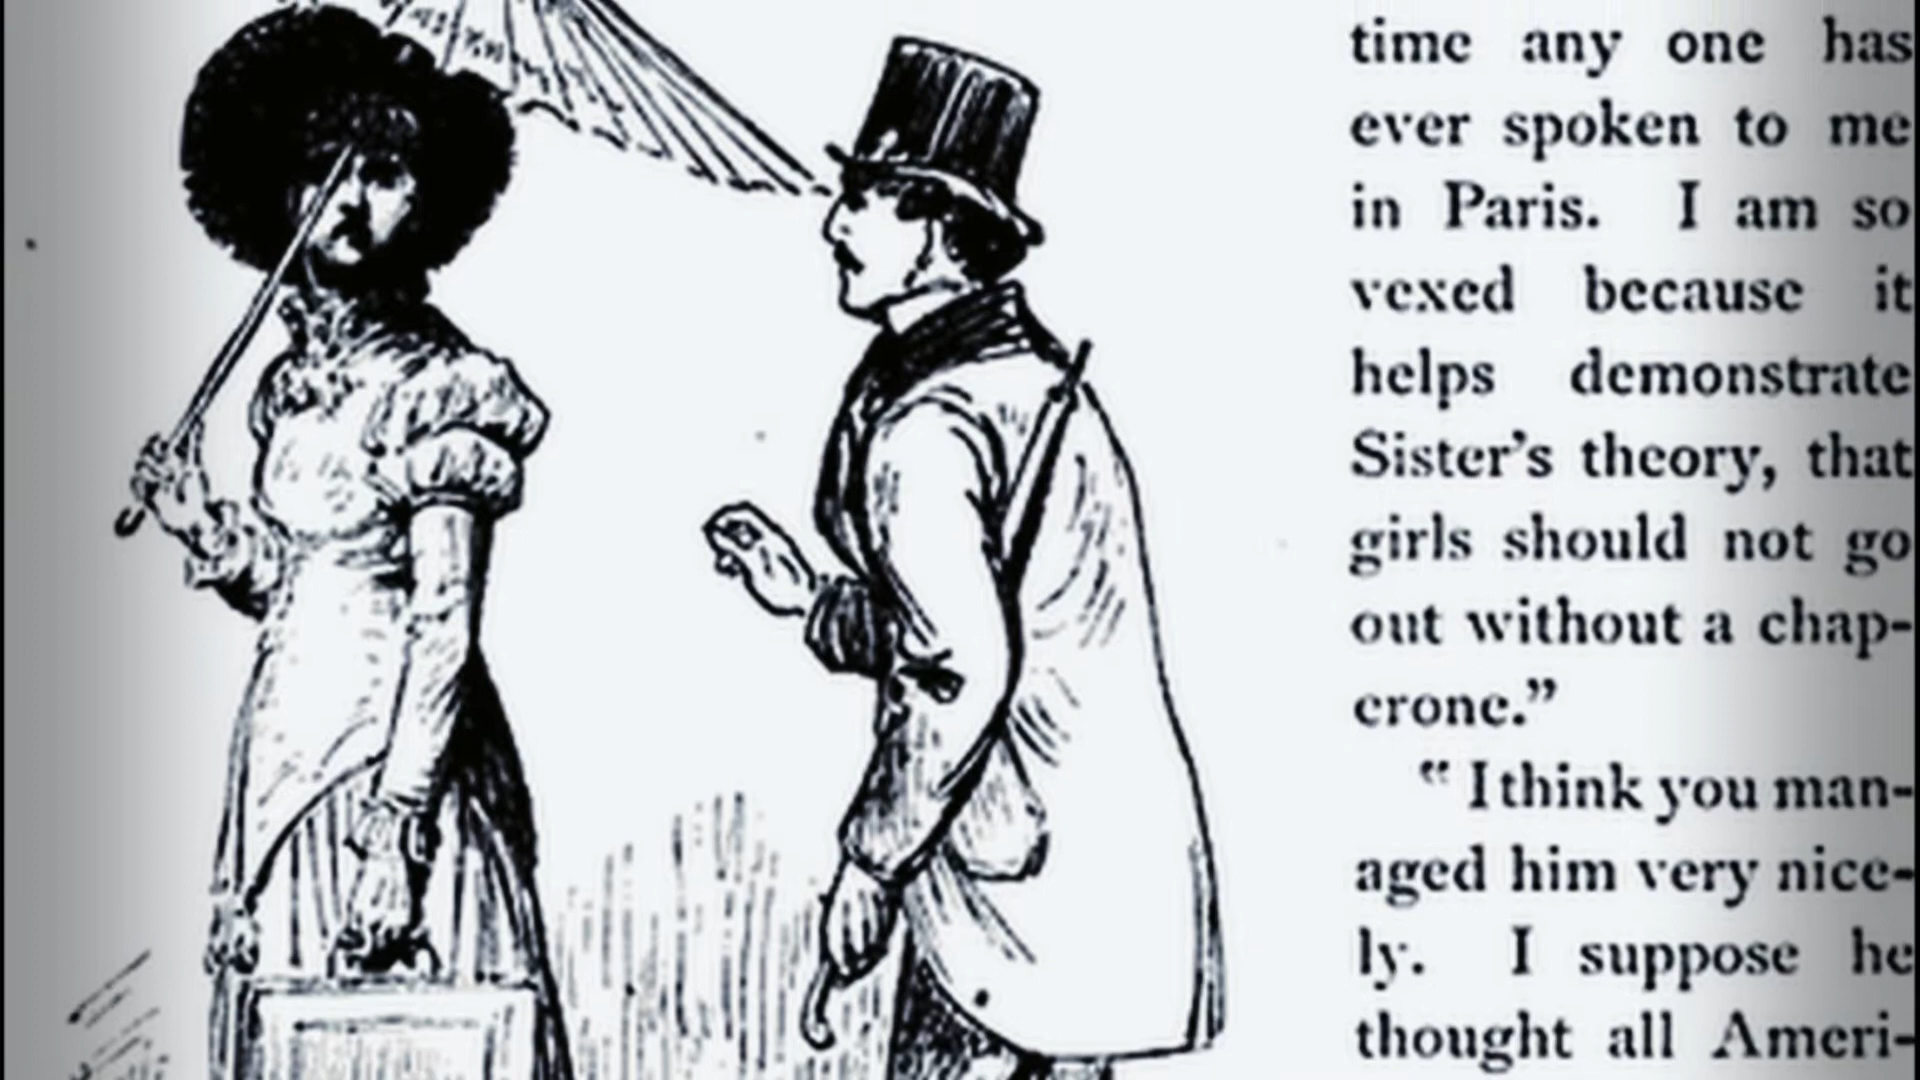 time any one has
ever spoken to me
in Paris. I am so
vexed because it
helps demonstrate
Sister's theory, that
girls should not go
out without a chap-
erone."
"I think you man-
aged him very nice-
ly. I suppose he
thought all Ameri-